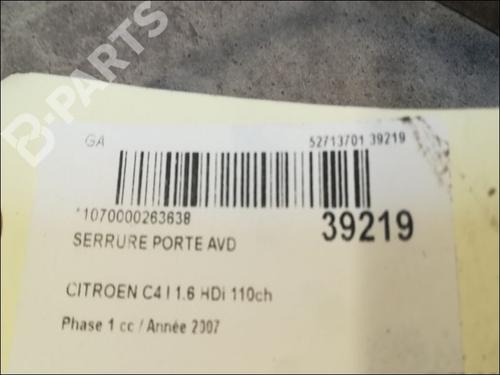 B-PARTS
GA
52713701 39219
*1070000263638
39219
SERRURE PORTE AVD
CITROEN C4 I 1.6 HDi 110ch
Phase 1 cc / Année 2007